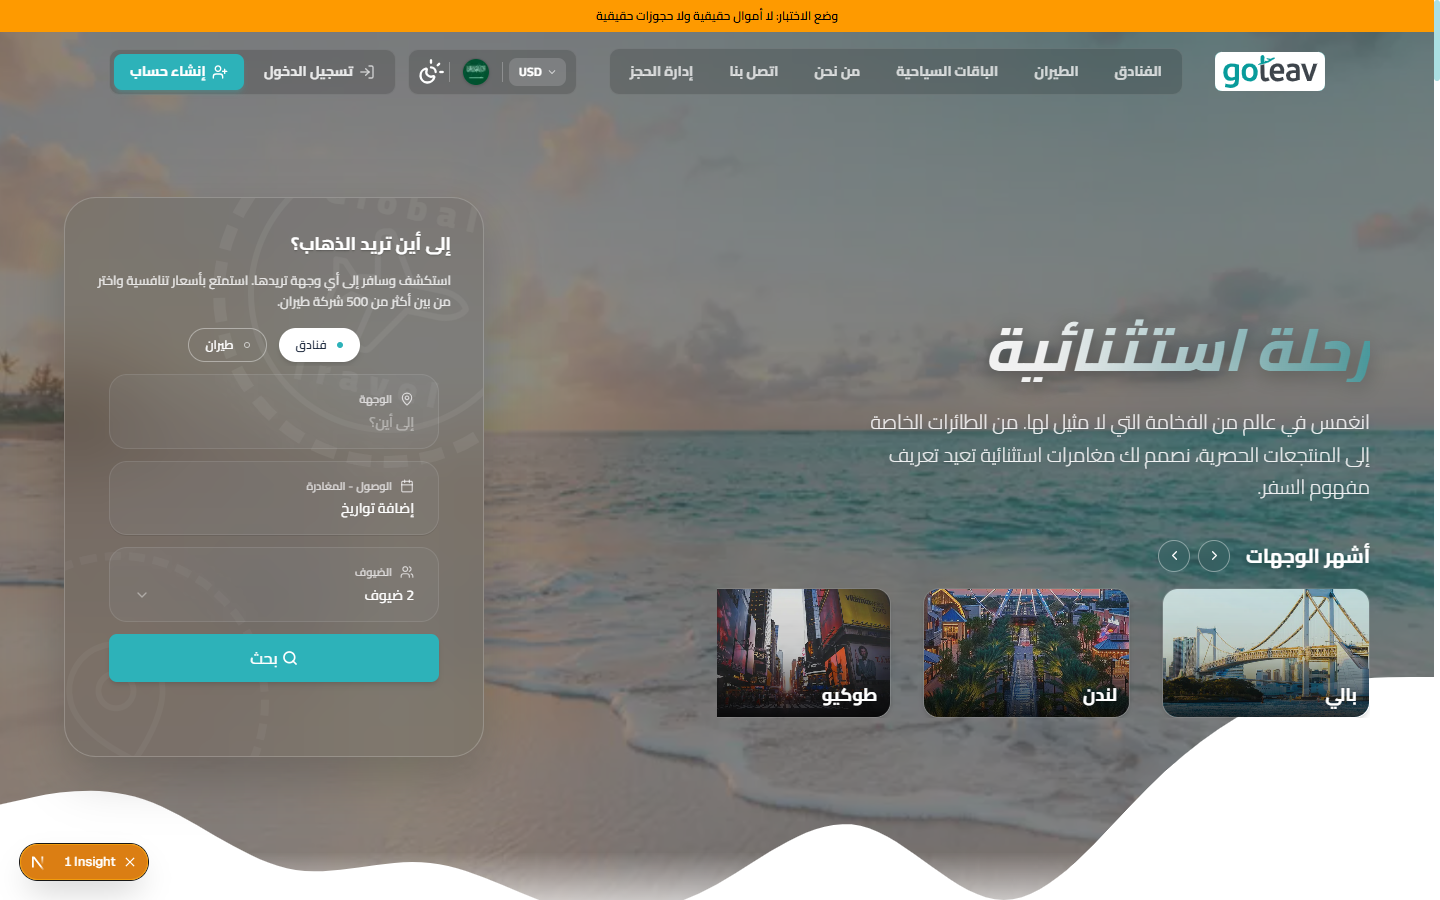 وضع الاختبار: لا أموال حقيقية ولا حجوزات حقيقية
goteav
الفنادق
الطيران
الباقات السياحية
من نحن
اتصل بنا
إدارة الحجز
USD
تسجيل الدخول
إنشاء حساب
رحلة استثنائية
انغمس في عالم من الفخامة التي لا مثيل لها. من الطائرات الخاصة
إلى المنتجعات الحصرية، نصمم لك مغامرات استثنائية تعيد تعريف
مفهوم السفر.
أشهر الوجهات
بالي
لندن
طوكيو
Global
Travel
إلى أين تريد الذهاب؟
استكشف وسافر إلى أي وجهة تريدها. استمتع بأسعار تنافسية واختر
من بين أكثر من 500 شركة طيران.
فنادق
طيران
الوجهة
إلى أين؟
الوصول - المغادرة
إضافة تواريخ
الضيوف
2 ضيوف
بحث
N
1 Insight